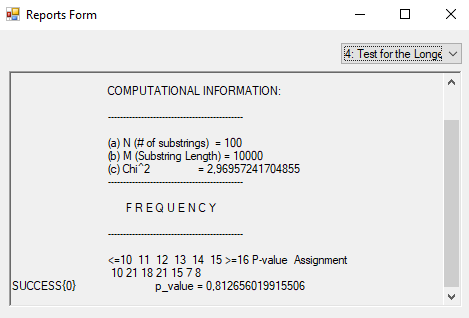 Reports Form
4: Test for the Longe
COMPUTATIONAL INFORMATION:
---------------------------------------------
(a) N (# of substrings) = 100
(b) M (Substring Length) = 10000
(c) Chi^2 = 2,96957241704855
---------------------------------------------
F R E Q U E N C Y
---------------------------------------------
<=10 11 12 13 14 15 >=16 P-value Assignment
10 21 18 21 15 7 8
SUCCESS{0} p_value = 0,812656019915506